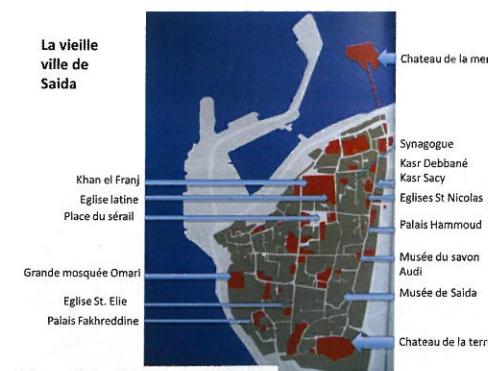 La vieille
ville de
Saida
Chateau de la mer
Synagogue
Kasr Debbané
Kasr Sacy
Eglises St Nicolas
Palais Hammoud
Musée du savon
Audi
Musée de Saida
Chateau de la terre
Khan el Franj
Eglise latine
Place du sérail
Grande mosquée Omari
Eglise St. Elie
Palais Fakhreddine